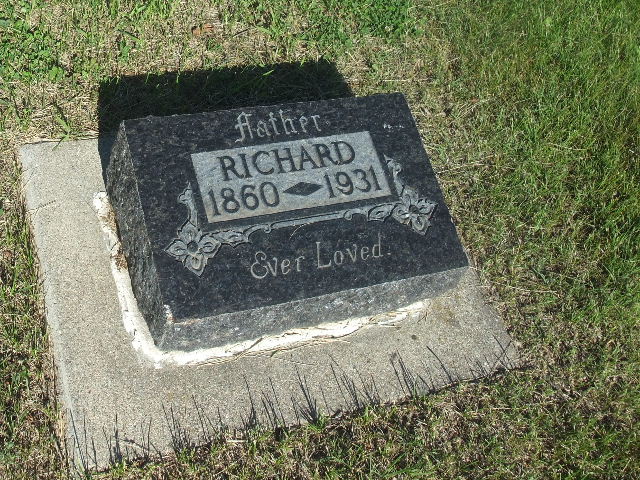 Father
RICHARD
1860 1931
Ever Loved.